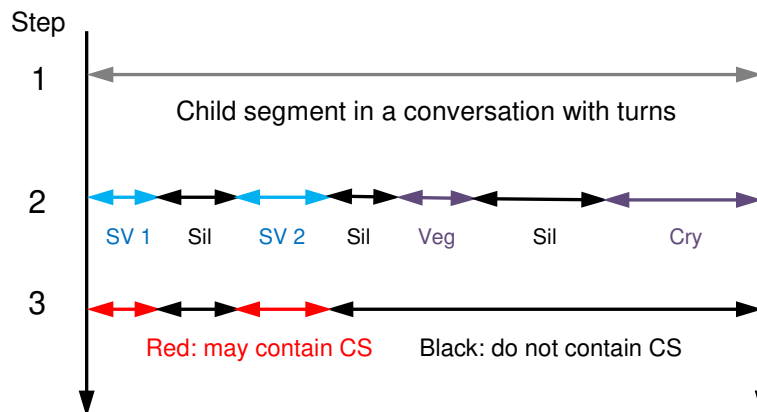 Step
1
Child segment in a conversation with turns
2
SV 1 Sil SV 2 Sil Veg Sil Cry
3
Red: may contain CS Black: do not contain CS